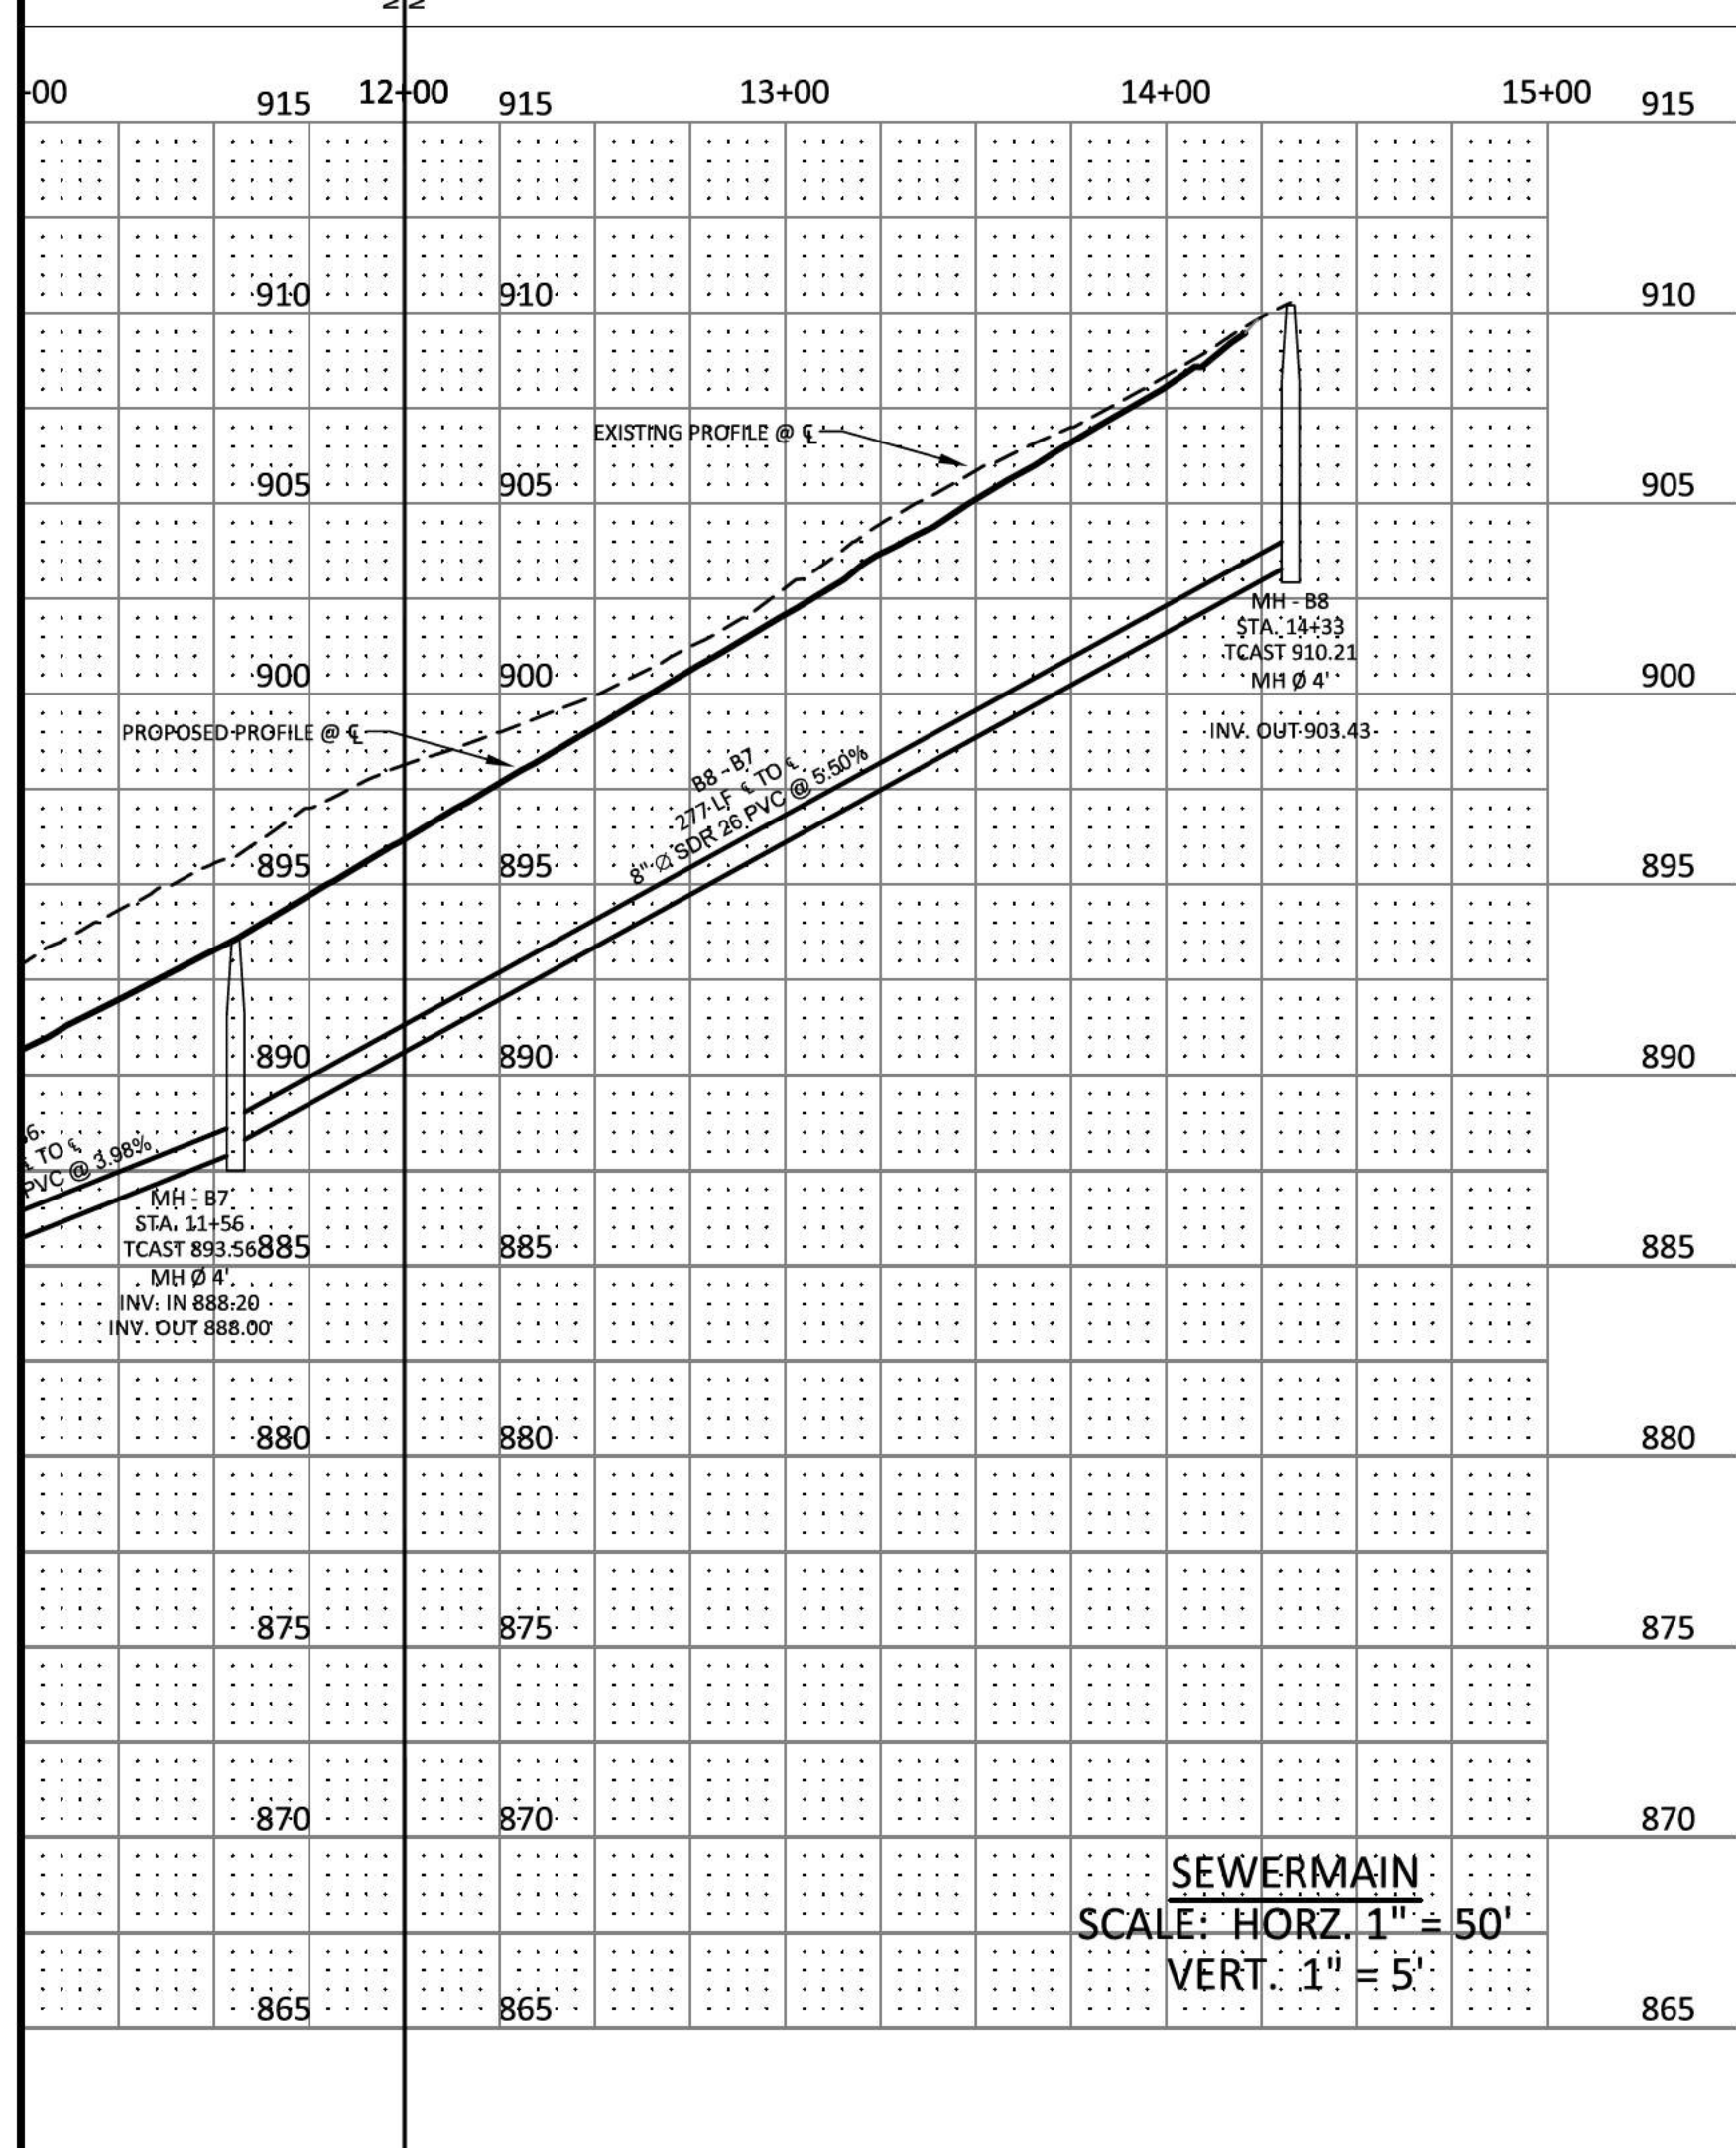 +00 12+00 13+00 14+00 15+00
915 915 915
910 910 910
EXISTING PROFILE @ ℄
905 905 905
MH - B8
STA. 14+33
TCAST 910.21
MH Ø 4'
INV. OUT 903.43
900 900 900
PROPOSED PROFILE @ ℄
B8 - B7
277 LF ℄ TO ℄
8" ∅ SDR 26 PVC @ 5.50%
895 895 895
890 890 890
℄ TO ℄
PVC @ 3.98%
MH - B7
STA. 11+56
TCAST 893.56
MH Ø 4'
INV. IN 888.20
INV. OUT 888.00
885 885 885
880 880 880
875 875 875
870 870 870
SEWERMAIN
SCALE: HORZ. 1" = 50'
VERT. 1" = 5'
865 865 865